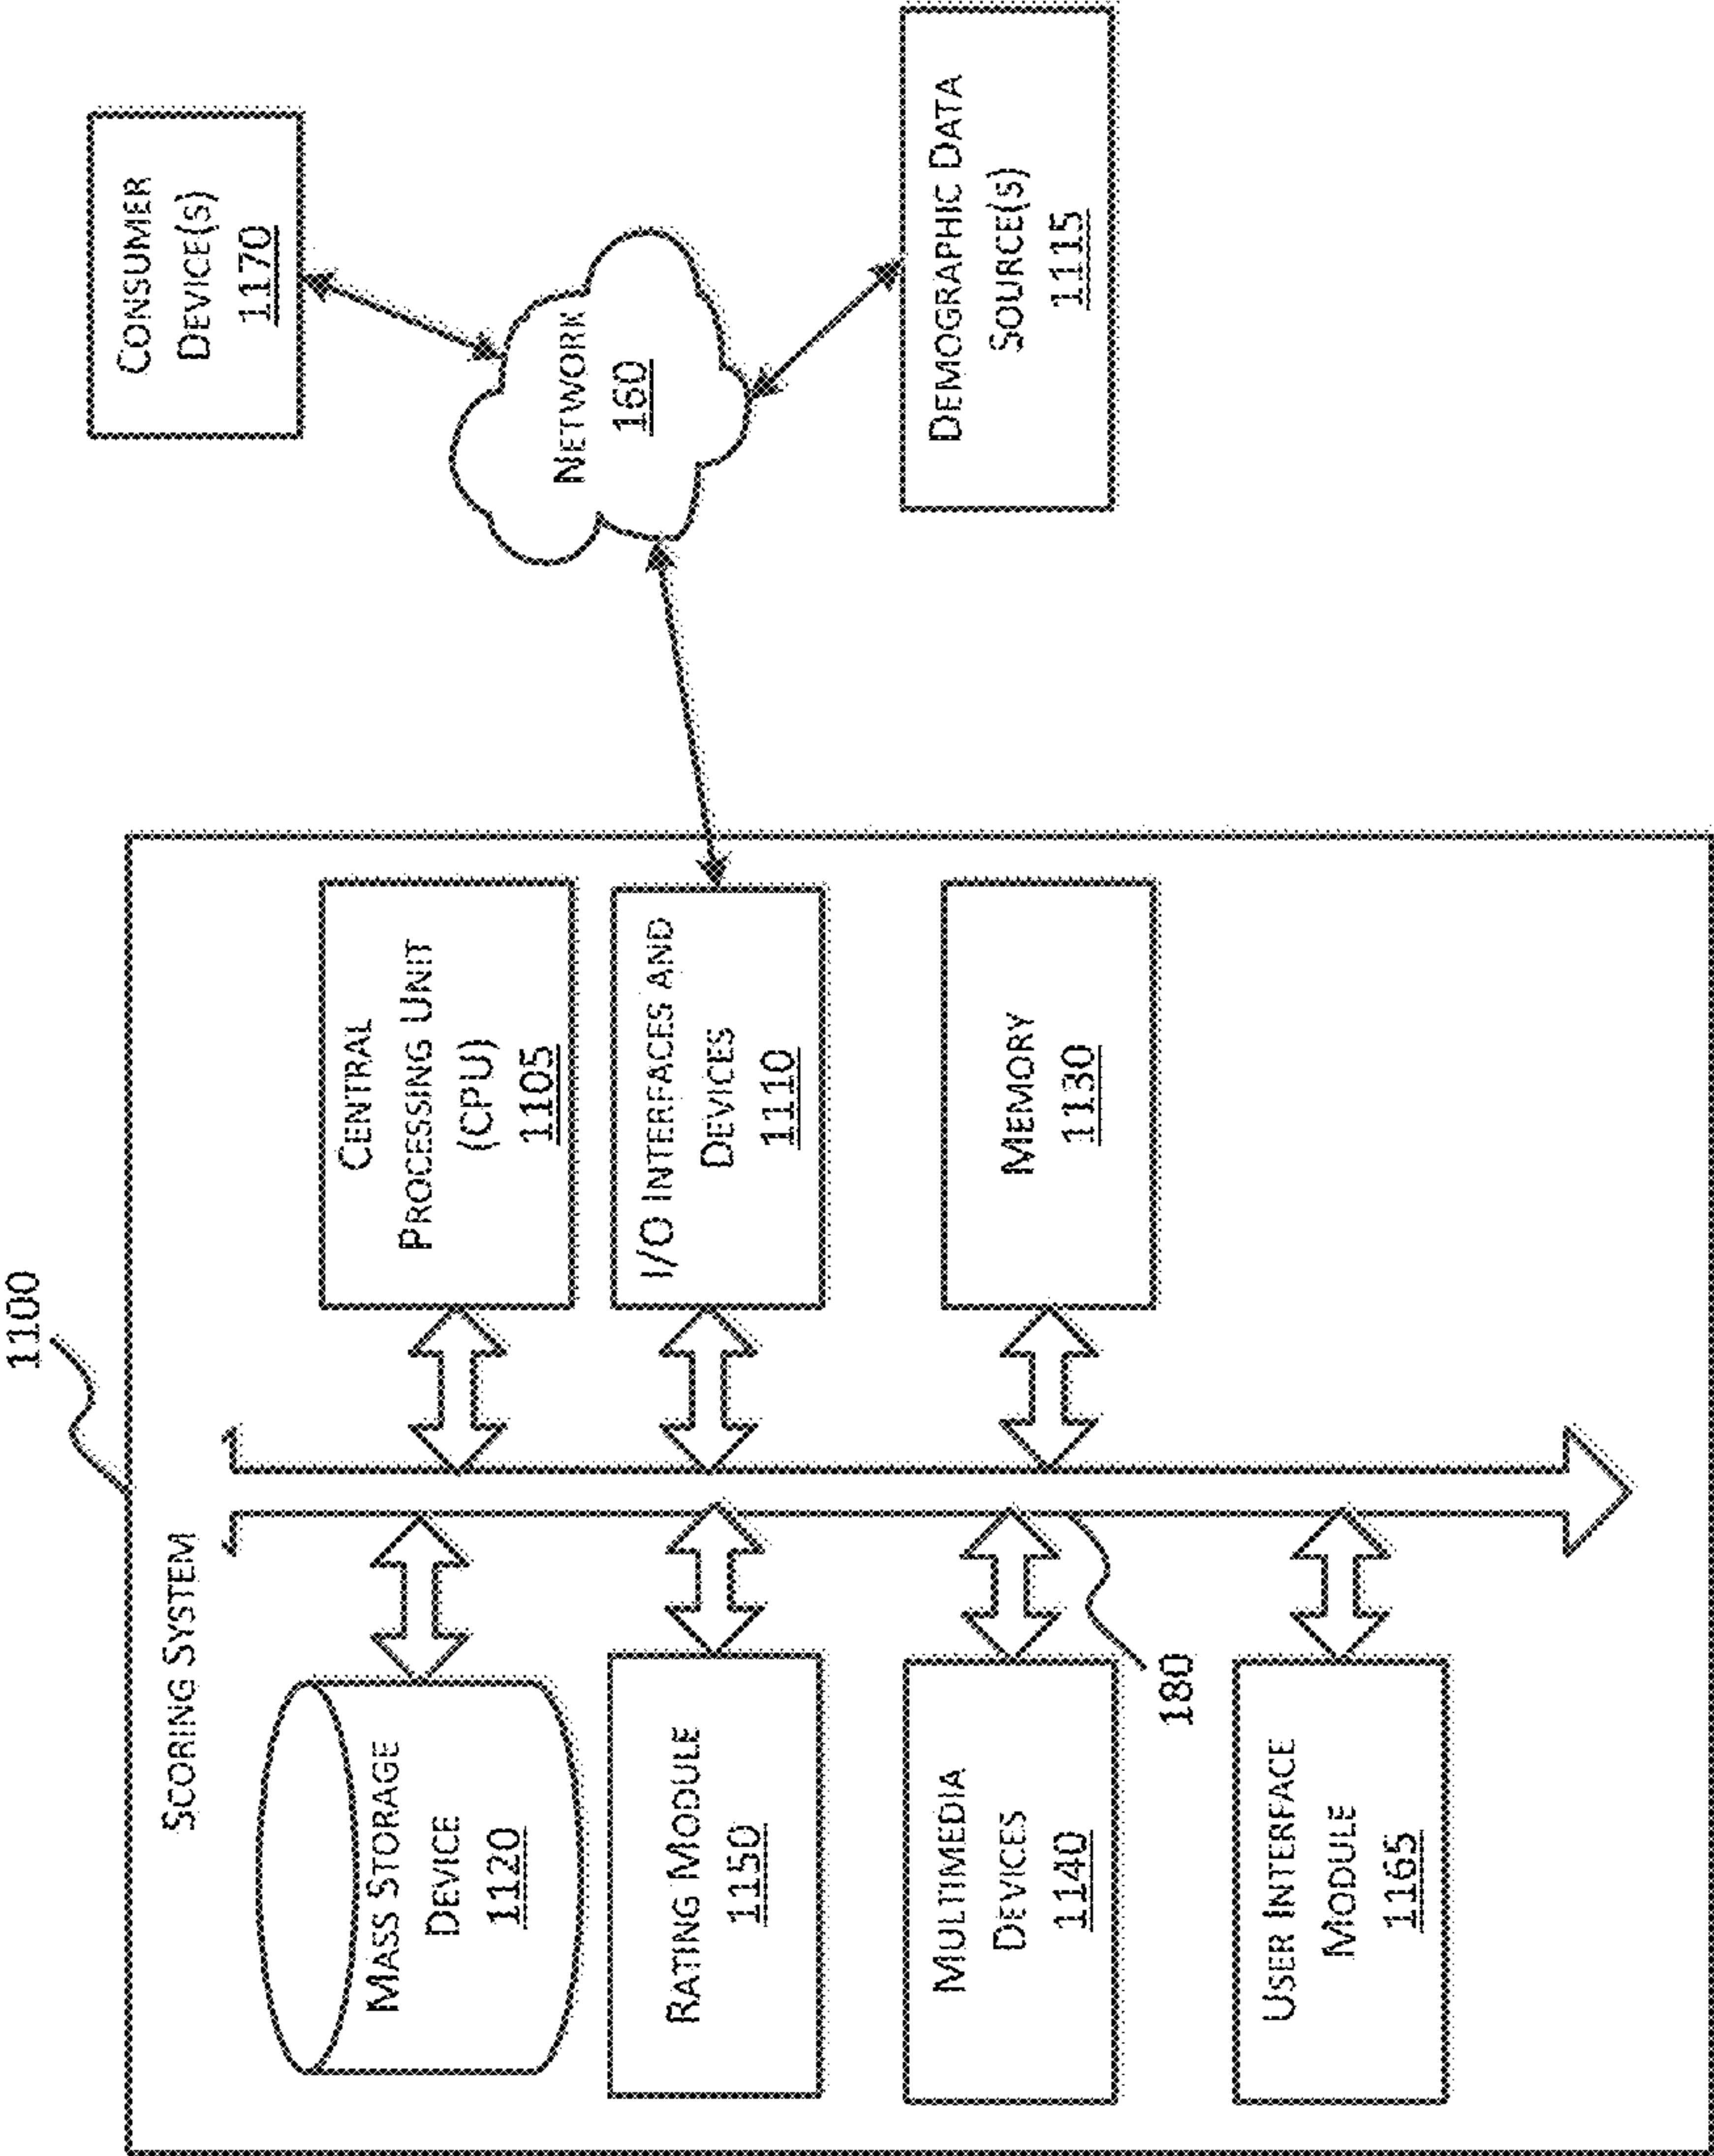 1100
SCORING SYSTEM
MASS STORAGE
DEVICE
1120
RATING MODULE
1150
MULTIMEDIA
DEVICES
1140
180
USER INTERFACE
MODULE
1165
CENTRAL
PROCESSING UNIT
(CPU)
1105
I/O INTERFACES AND
DEVICES
1110
MEMORY
1130
CONSUMER
DEVICE(S)
1170
NETWORK
160
DEMOGRAPHIC DATA
SOURCE(S)
1115